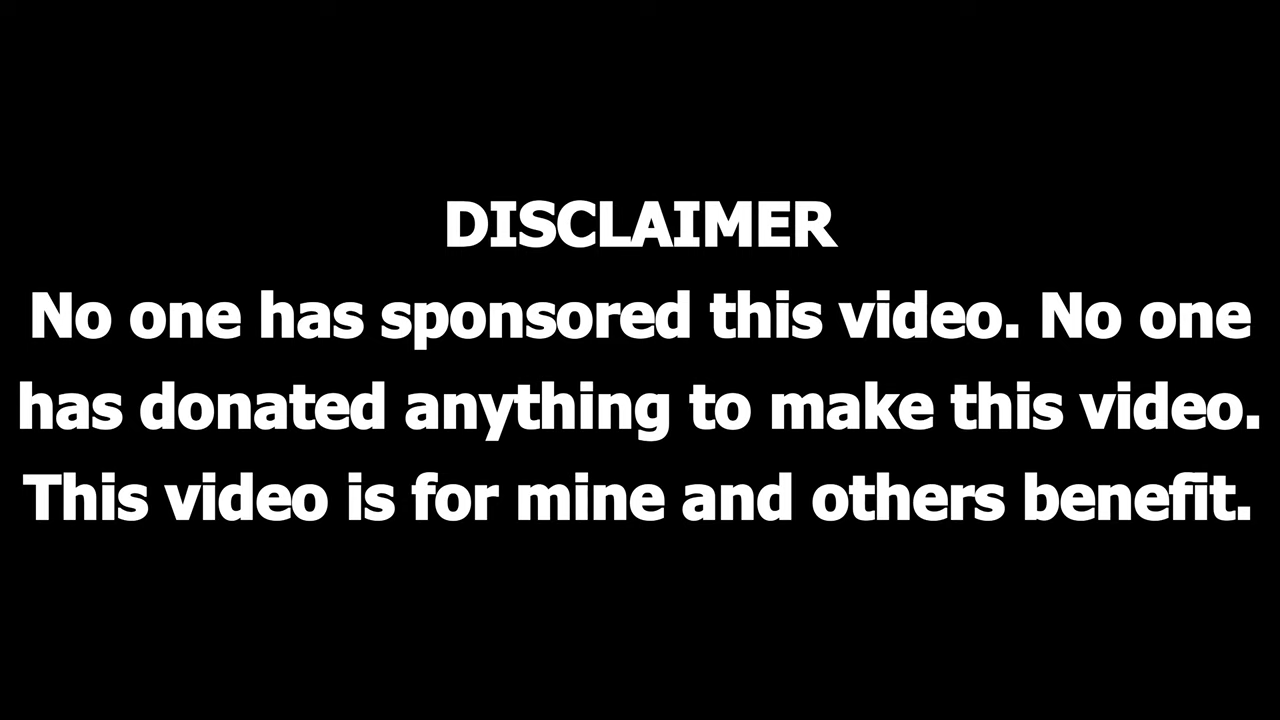 DISCLAIMER
No one has sponsored this video. No one
has donated anything to make this video.
This video is for mine and others benefit.